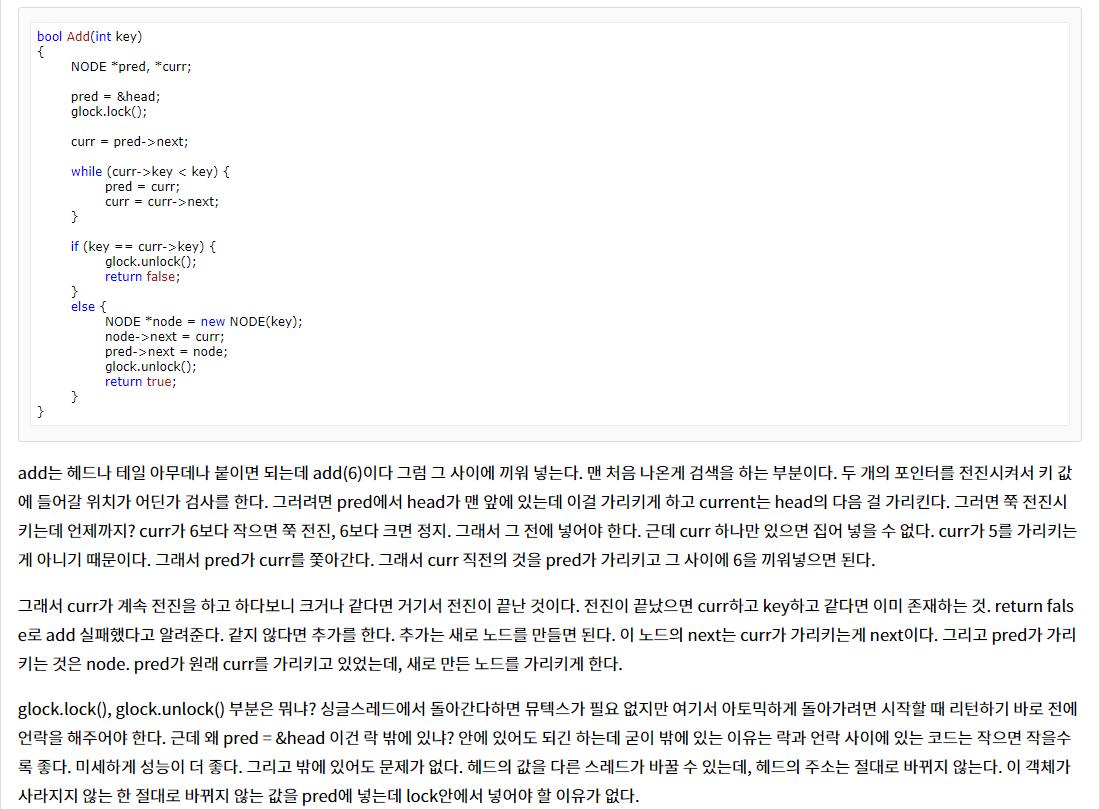 bool Add(int key)
{
NODE *pred, *curr;
pred = &head;
glock.lock();
curr = pred->next;
while (curr->key < key) {
pred = curr;
curr = curr->next;
}
if (key == curr->key) {
glock.unlock();
return false;
}
else {
NODE *node = new NODE(key);
node->next = curr;
pred->next = node;
glock.unlock();
return true;
}
}
add는 헤드나 테일 아무데나 붙이면 되는데 add(6)이다 그럼 그 사이에 끼워 넣는다. 맨 처음 나온게 검색을 하는 부분이다. 두 개의 포인터를 전진시켜서 키 값
에 들어갈 위치가 어딘가 검사를 한다. 그러려면 pred에서 head가 맨 앞에 있는데 이걸 가리키게 하고 current는 head의 다음 걸 가리킨다. 그러면 쭉 전진시
키는데 언제까지? curr가 6보다 작으면 쭉 전진, 6보다 크면 정지. 그래서 그 전에 넣어야 한다. 근데 curr 하나만 있으면 집어 넣을 수 없다. curr가 5를 가리키는
게 아니기 때문이다. 그래서 pred가 curr를 쫓아간다. 그래서 curr 직전의 것을 pred가 가리키고 그 사이에 6을 끼워넣으면 된다.
그래서 curr가 계속 전진을 하고 하다보니 크거나 같다면 거기서 전진이 끝난 것이다. 전진이 끝났으면 curr하고 key하고 같다면 이미 존재하는 것. return fals
e로 add 실패했다고 알려준다. 같지 않다면 추가를 한다. 추가는 새로 노드를 만들면 된다. 이 노드의 next는 curr가 가리키는게 next이다. 그리고 pred가 가리
키는 것은 node. pred가 원래 curr를 가리키고 있었는데, 새로 만든 노드를 가리키게 한다.
glock.lock(), glock.unlock() 부분은 뭐냐? 싱글스레드에서 돌아간다하면 뮤텍스가 필요 없지만 여기서 아토믹하게 돌아가려면 시작할 때 리턴하기 바로 전에
언락을 해주어야 한다. 근데 왜 pred = &head 이건 락 밖에 있냐? 안에 있어도 되긴 하는데 굳이 밖에 있는 이유는 락과 언락 사이에 있는 코드는 작으면 작을수
록 좋다. 미세하게 성능이 더 좋다. 그리고 밖에 있어도 문제가 없다. 헤드의 값을 다른 스레드가 바꿀 수 있는데, 헤드의 주소는 절대로 바뀌지 않는다. 이 객체가
사라지지 않는 한 절대로 바뀌지 않는 값을 pred에 넣는데 lock안에서 넣어야 할 이유가 없다.